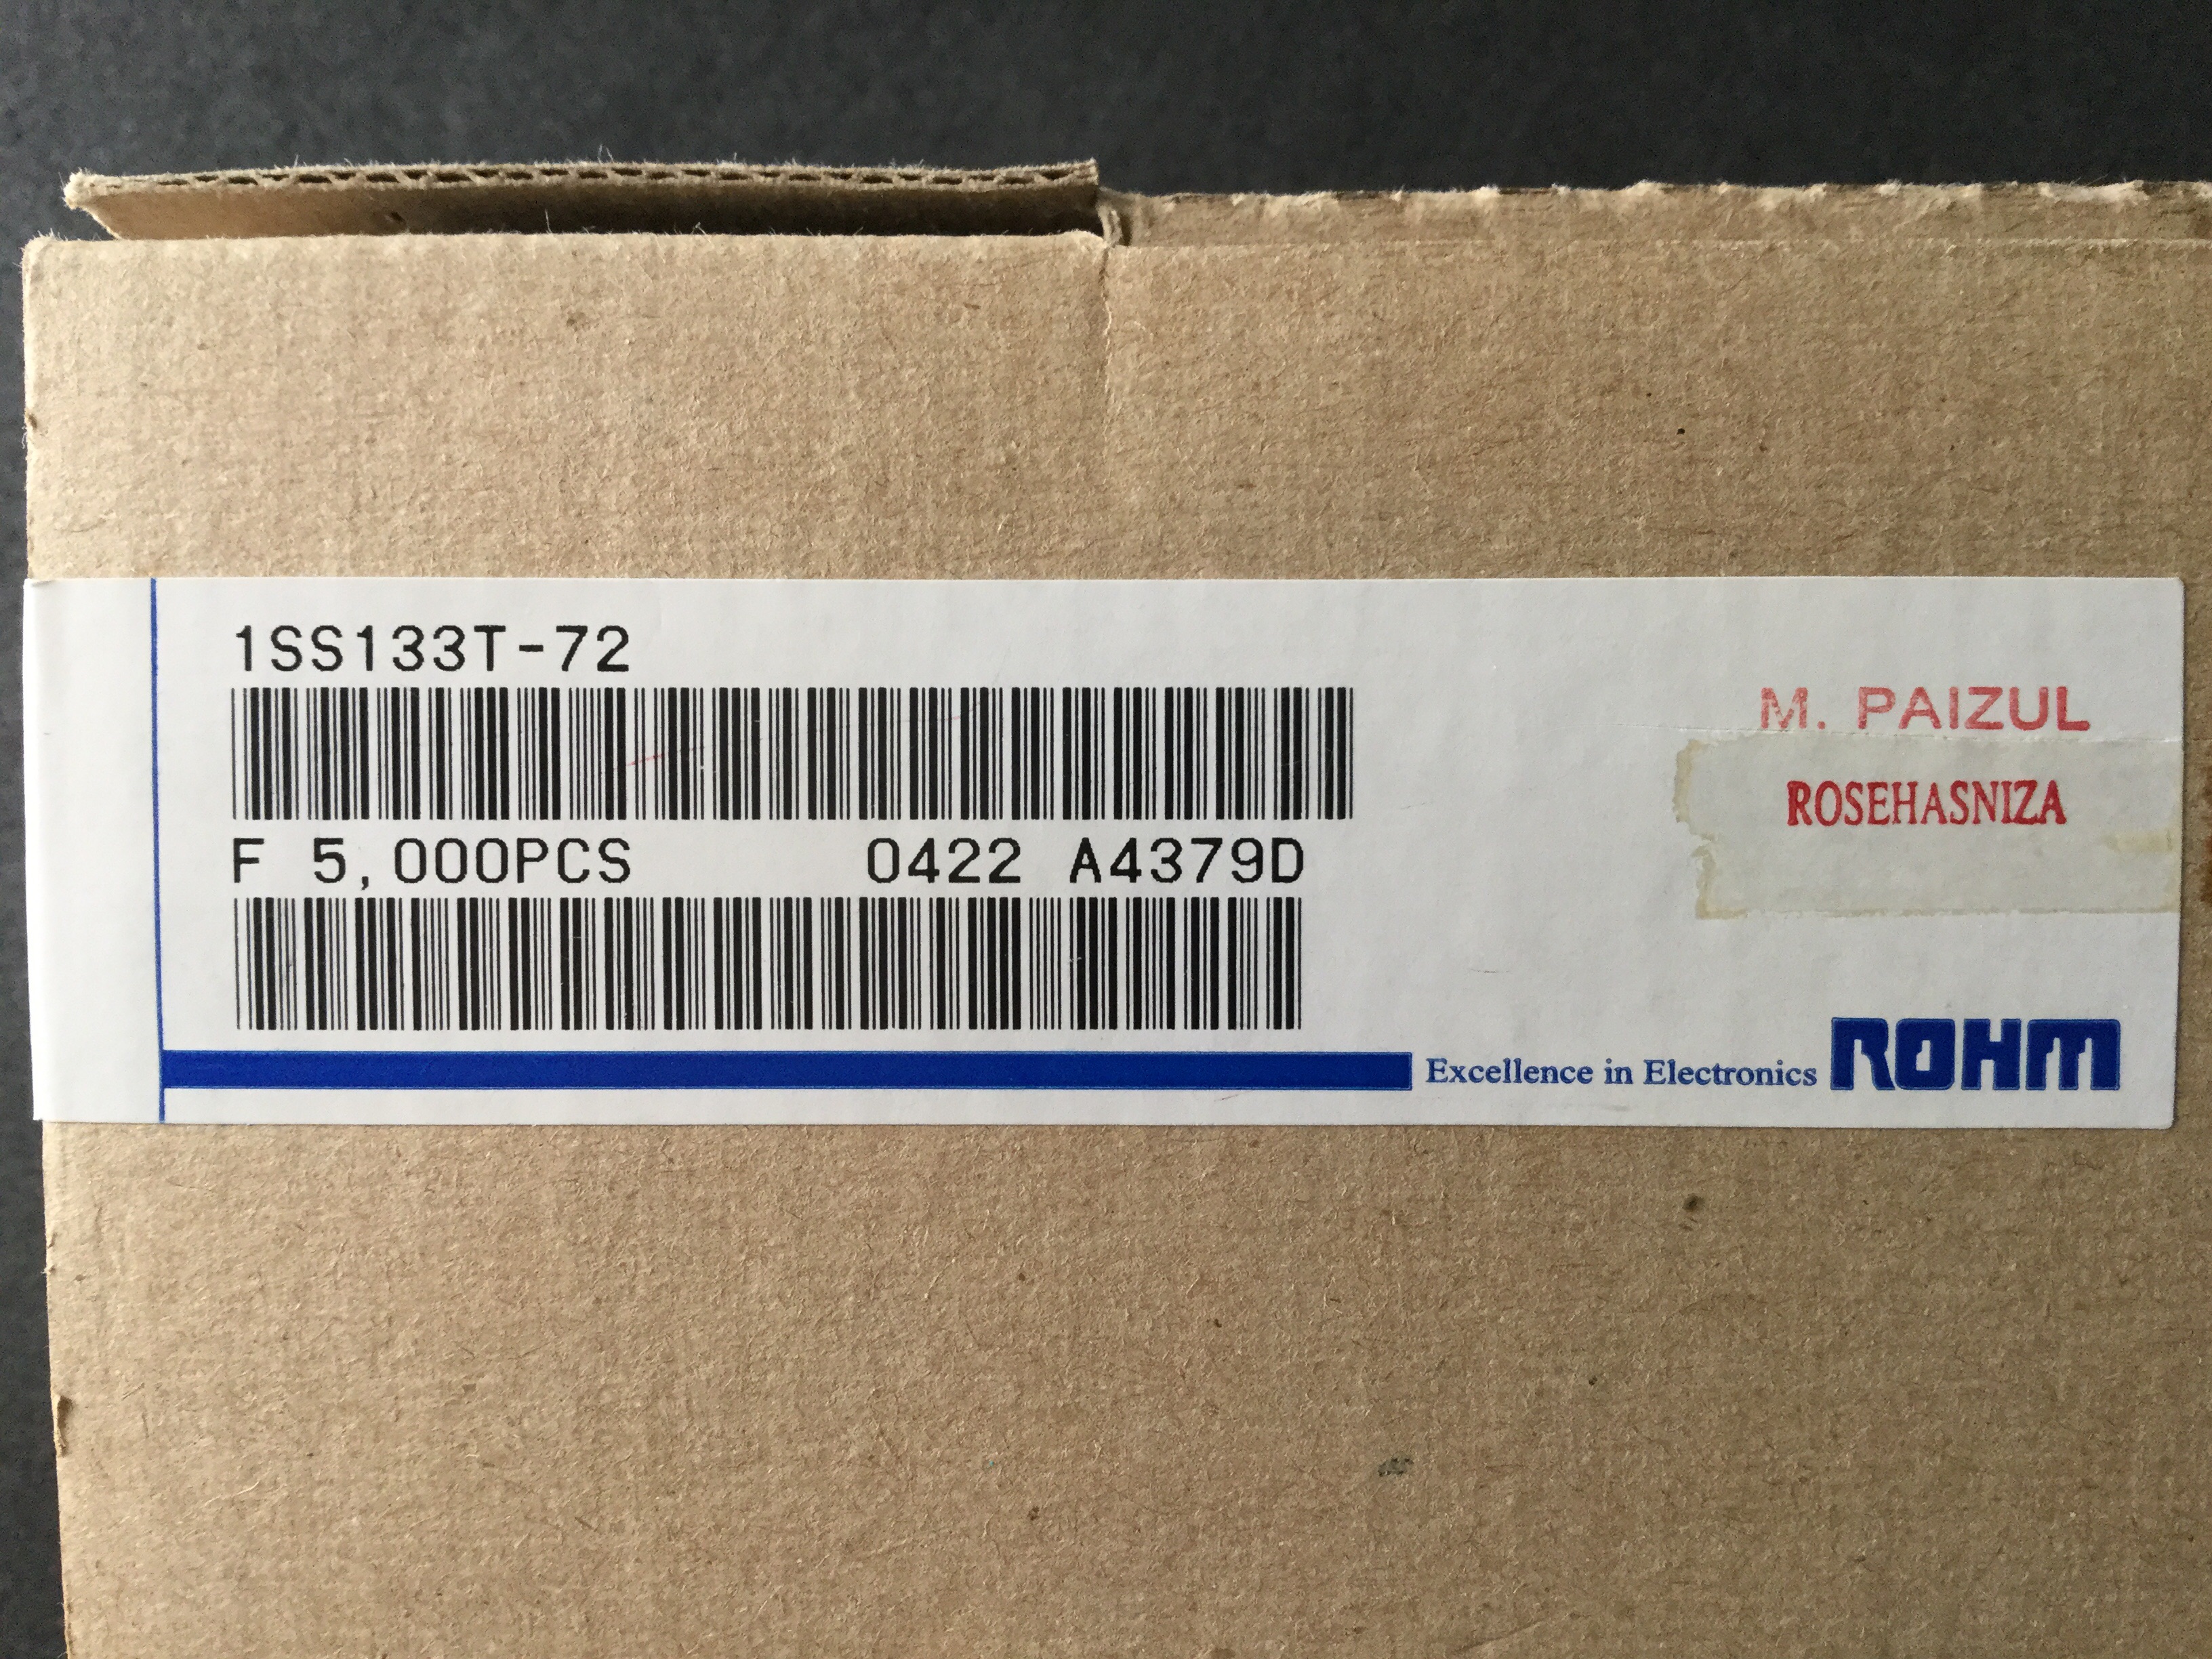 1SS133T-72
F 5,000PCS 0422 A4379D
M. PAIZUL
ROSEHASNIZA
Excellence in Electronics ROHM